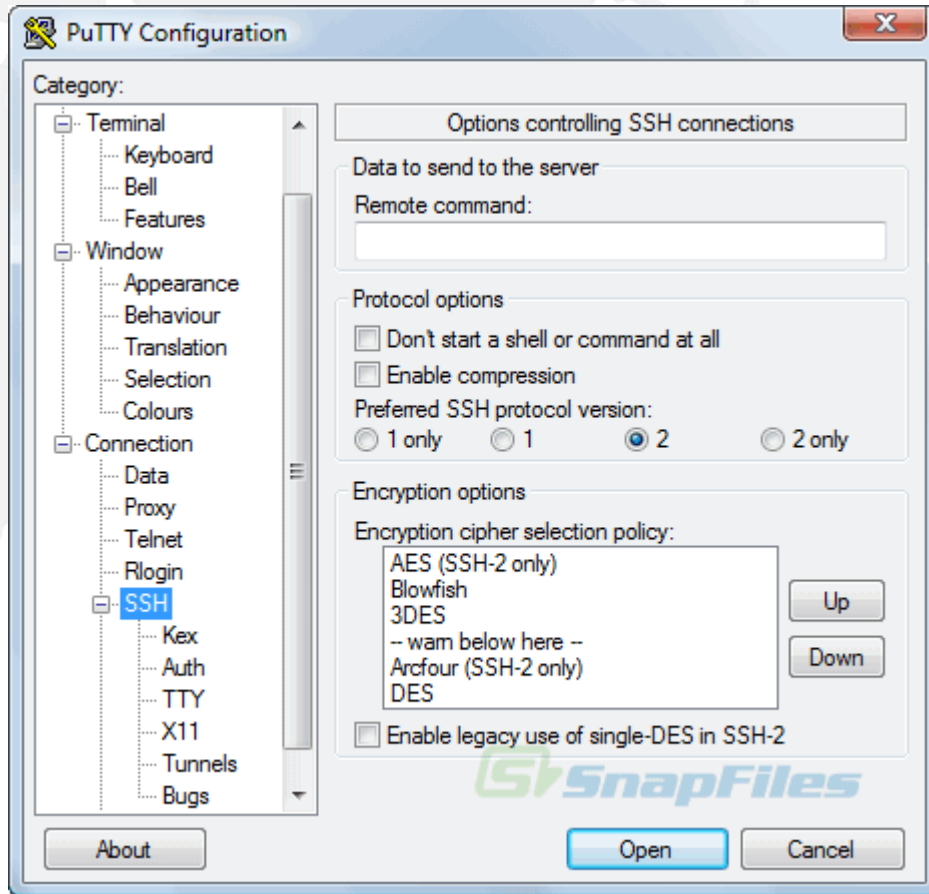 PuTTY Configuration
Category:
Terminal
Keyboard
Bell
Features
Window
Appearance
Behaviour
Translation
Selection
Colours
Connection
Data
Proxy
Telnet
Rlogin
SSH
Kex
Auth
TTY
X11
Tunnels
Bugs
Options controlling SSH connections
Data to send to the server
Remote command:
Protocol options
Don't start a shell or command at all
Enable compression
Preferred SSH protocol version:
1 only 1 2 2 only
Encryption options
Encryption cipher selection policy:
AES (SSH-2 only)
Blowfish
3DES
-- warn below here --
Arcfour (SSH-2 only)
DES
Up
Down
Enable legacy use of single-DES in SSH-2
SnapFiles
About
Open
Cancel